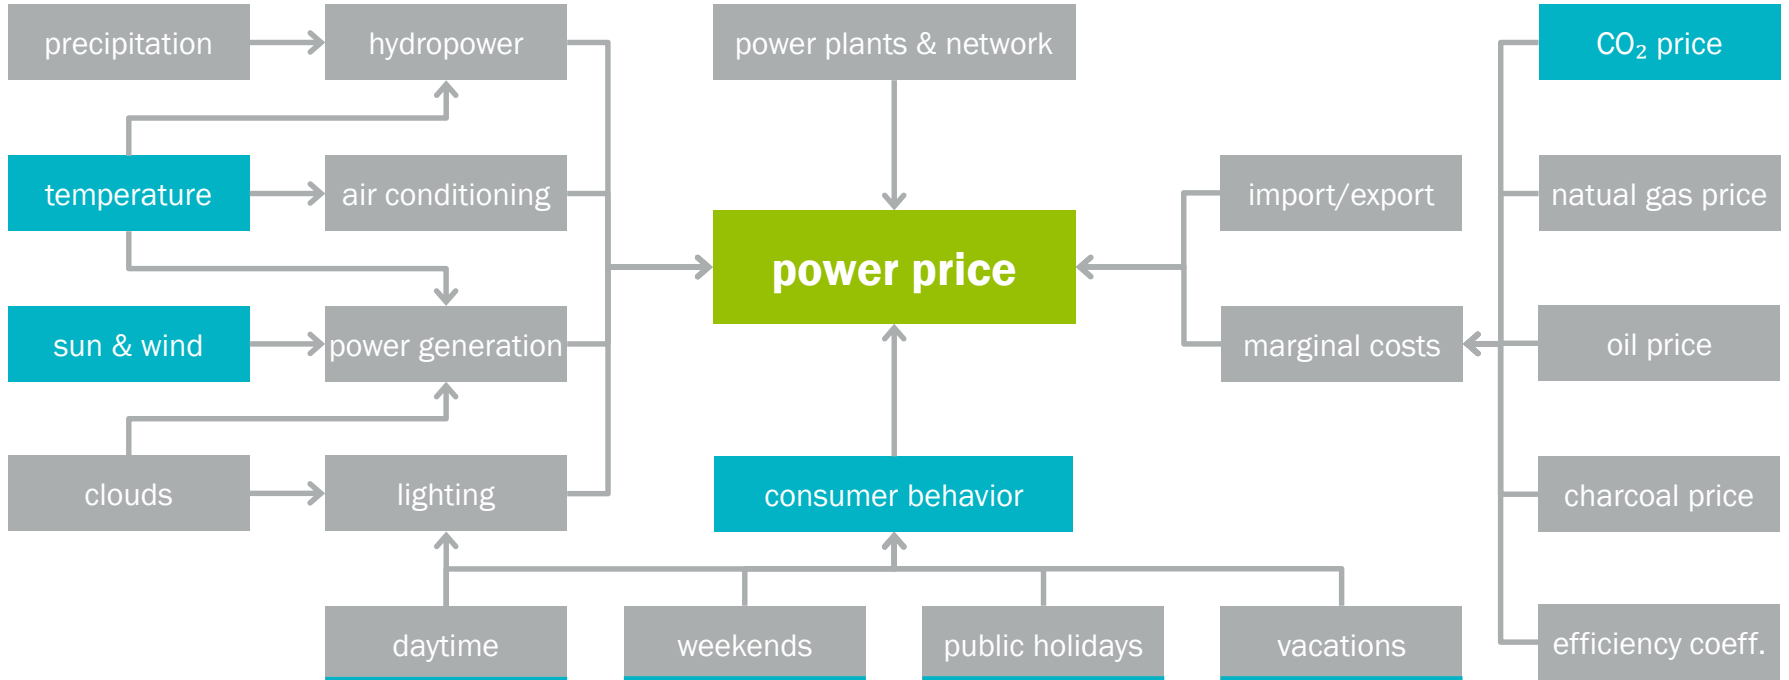 precipitation
hydropower
power plants & network
CO₂ price
temperature
air conditioning
import/export
natual gas price
power price
sun & wind
power generation
marginal costs
oil price
clouds
lighting
consumer behavior
charcoal price
daytime
weekends
public holidays
vacations
efficiency coeff.